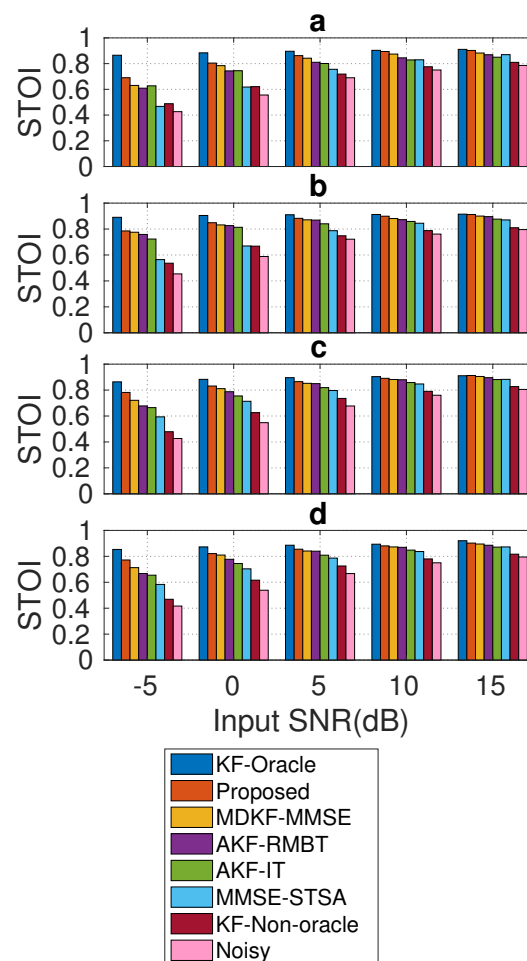 a
1
0.8
0.6
0.4
0.2
0
STOI
b
1
0.8
0.6
0.4
0.2
0
STOI
c
1
0.8
0.6
0.4
0.2
0
STOI
d
1
0.8
0.6
0.4
0.2
0
STOI
-5 0 5 10 15
Input SNR(dB)
KF-Oracle
Proposed
MDKF-MMSE
AKF-RMBT
AKF-IT
MMSE-STSA
KF-Non-oracle
Noisy